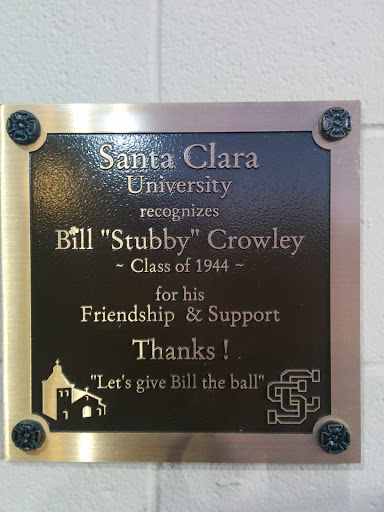 Santa Clara
University
recognizes
Bill "Stubby" Crowley
~ Class of 1944 ~
for his
Friendship & Support
Thanks !
"Let's give Bill the ball"
SC